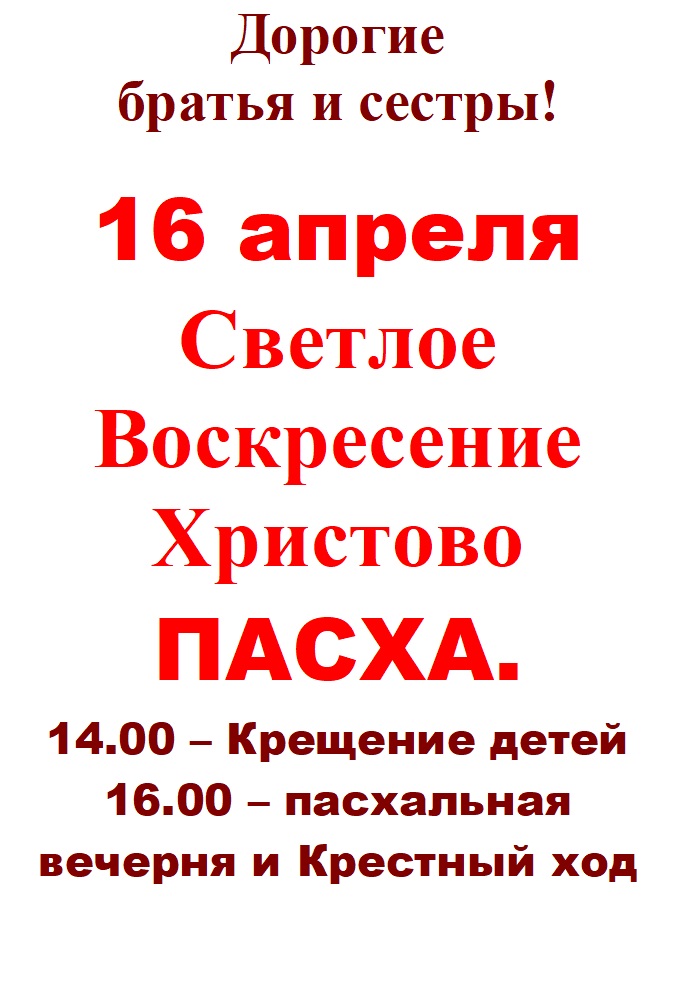 Дорогие
братья и сестры!
16 апреля
Светлое
Воскресение
Христово
ПАСХА.
14.00 – Крещение детей
16.00 – пасхальная
вечерня и Крестный ход